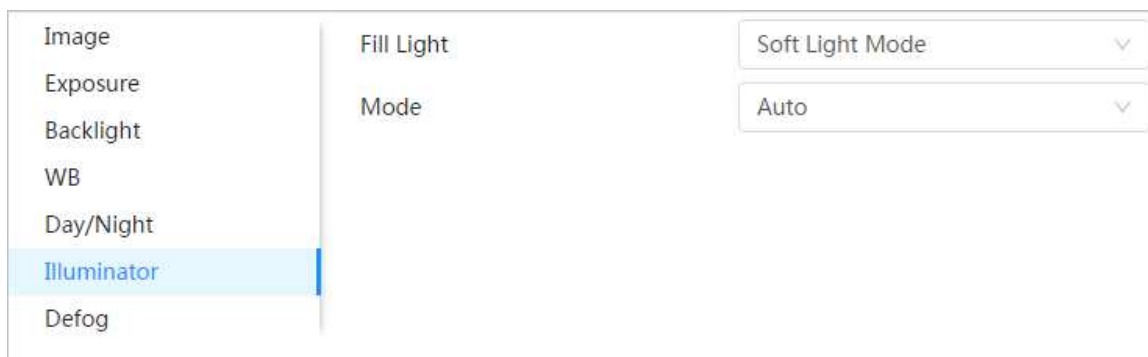 Image
Exposure
Backlight
WB
Day/Night
Illuminator
Defog
Fill Light Soft Light Mode
Mode Auto